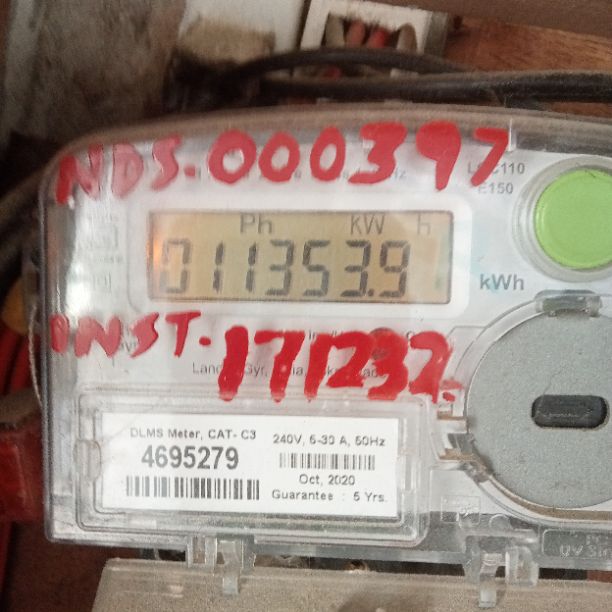 NDS-000397
E150
Ph kW h
011353.9
kWh
INST-171232
DLMS Meter, CAT- C3
4695279
240V, 5-30 A, 50Hz
Oct, 2020
Guarantee : 5 Yrs.